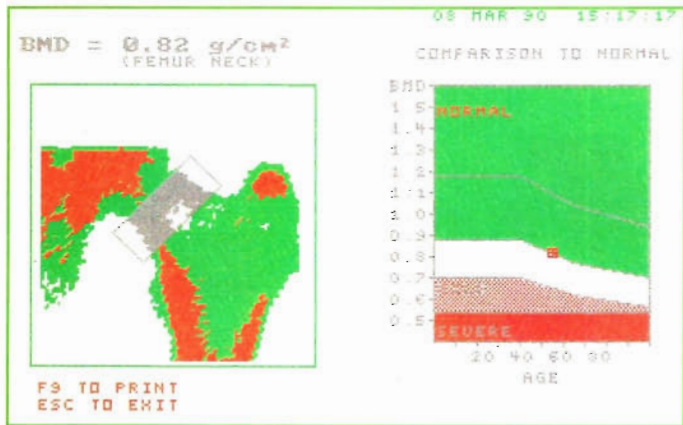 08 MAR 90 15:17:17
BMD = 0.82 g/cm²
(FEMUR NECK)
COMPARISON TO NORMAL
BMD
1.5
NORMAL
1.4
1.3
1.2
1.1
1.0
0.9
0.8
0.7
0.6
0.5
SEVERE
20 40 60 80
AGE
F9 TO PRINT
ESC TO EXIT